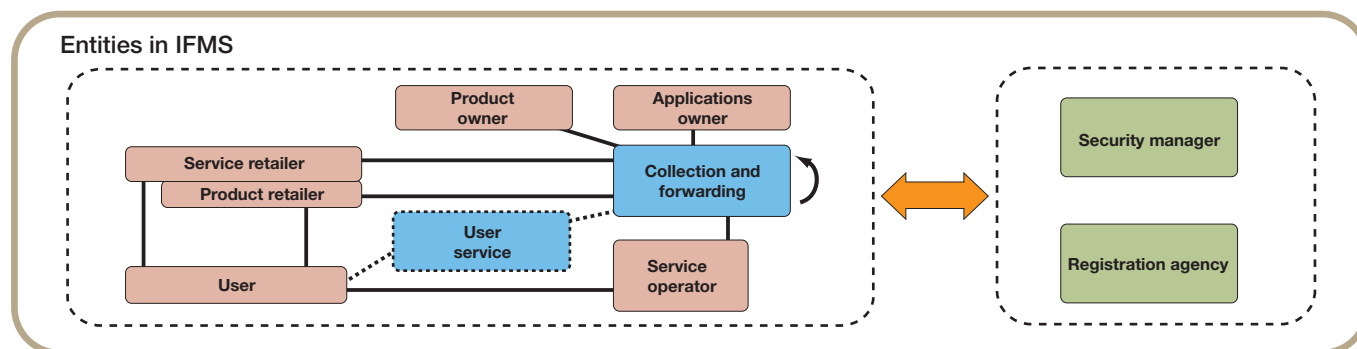 Entities in IFMS
Product
owner
Applications
owner
Service retailer
Product retailer
Collection and
forwarding
User
service
User
Service
operator
Security manager
Registration agency